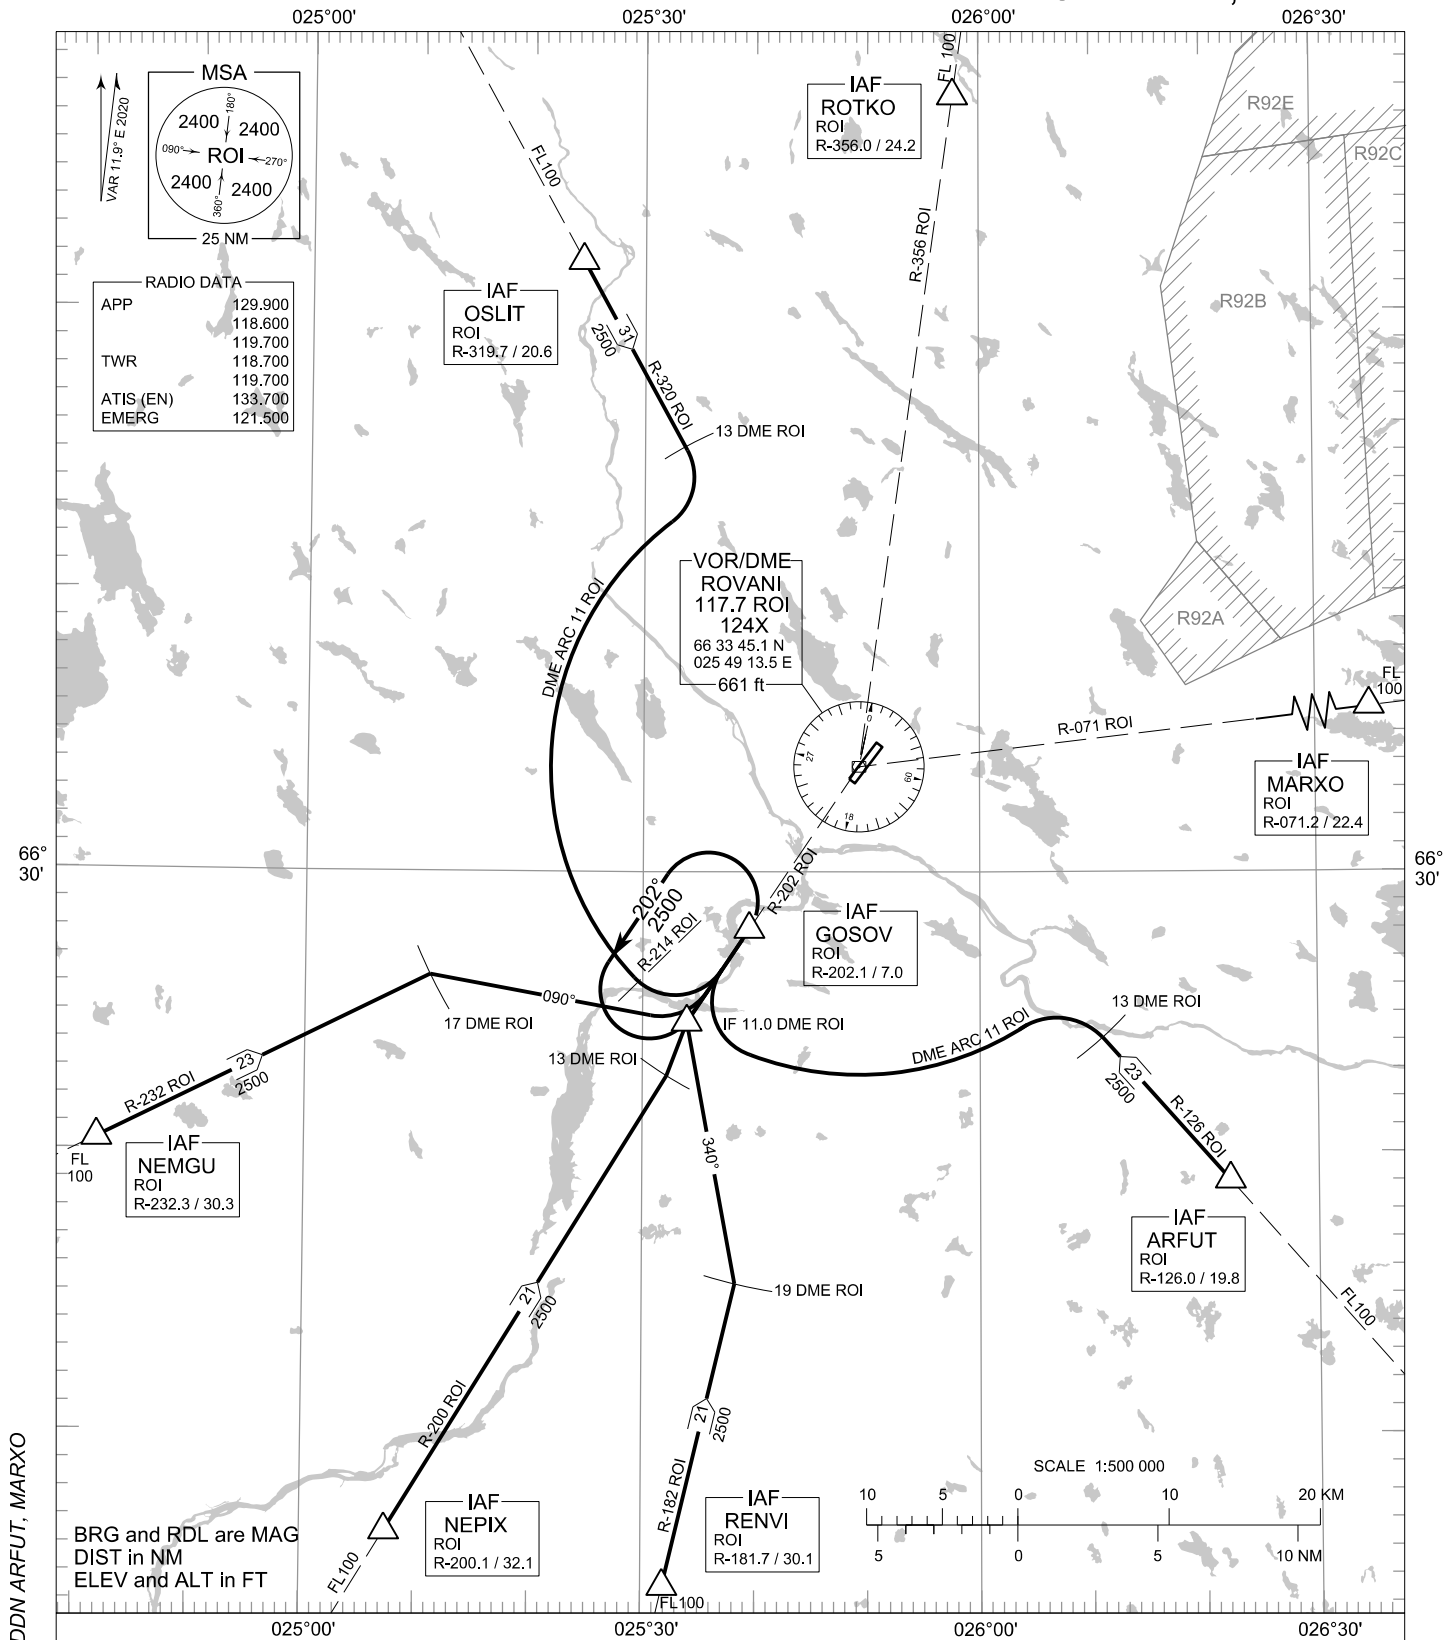 025°00'
025°30'
026°00'
026°30'
VAR 11.9° E 2020
MSA
2400
2400
180°
090°
ROI
270°
2400
2400
360°
25 NM
RADIO DATA
APP 129.900
118.600
119.700
TWR 118.700
119.700
ATIS (EN) 133.700
EMERG 121.500
FL100
IAF
OSLIT
ROI
R-319.7 / 20.6
31
2500
R-320 ROI
13 DME ROI
IAF
ROTKO
ROI
R-356.0 / 24.2
FL 100
R-356 ROI
R92E
R92C
R92B
R92A
DME ARC 11 ROI
VOR/DME
ROVANI
117.7 ROI
124X
66 33 45.1 N
025 49 13.5 E
661 ft
0
27
09
18
R-071 ROI
FL
100
IAF
MARXO
ROI
R-071.2 / 22.4
66°
30'
66°
30'
202°
2500
R-214 ROI
R-202 ROI
IAF
GOSOV
ROI
R-202.1 / 7.0
090°
17 DME ROI
IF 11.0 DME ROI
13 DME ROI
DME ARC 11 ROI
13 DME ROI
23
2500
R-126 ROI
R-232 ROI
23
2500
FL
100
IAF
NEMGU
ROI
R-232.3 / 30.3
340°
IAF
ARFUT
ROI
R-126.0 / 19.8
FL100
21
2500
19 DME ROI
R-200 ROI
21
2500
R-182 ROI
SCALE 1:500 000
10 5 0 10 20 KM
5 0 5 10 NM
IAF
NEPIX
ROI
R-200.1 / 32.1
FL100
IAF
RENVI
ROI
R-181.7 / 30.1
FL100
BRG and RDL are MAG
DIST in NM
ELEV and ALT in FT
DDN ARFUT, MARXO
025°00'
025°30'
026°00'
026°30'